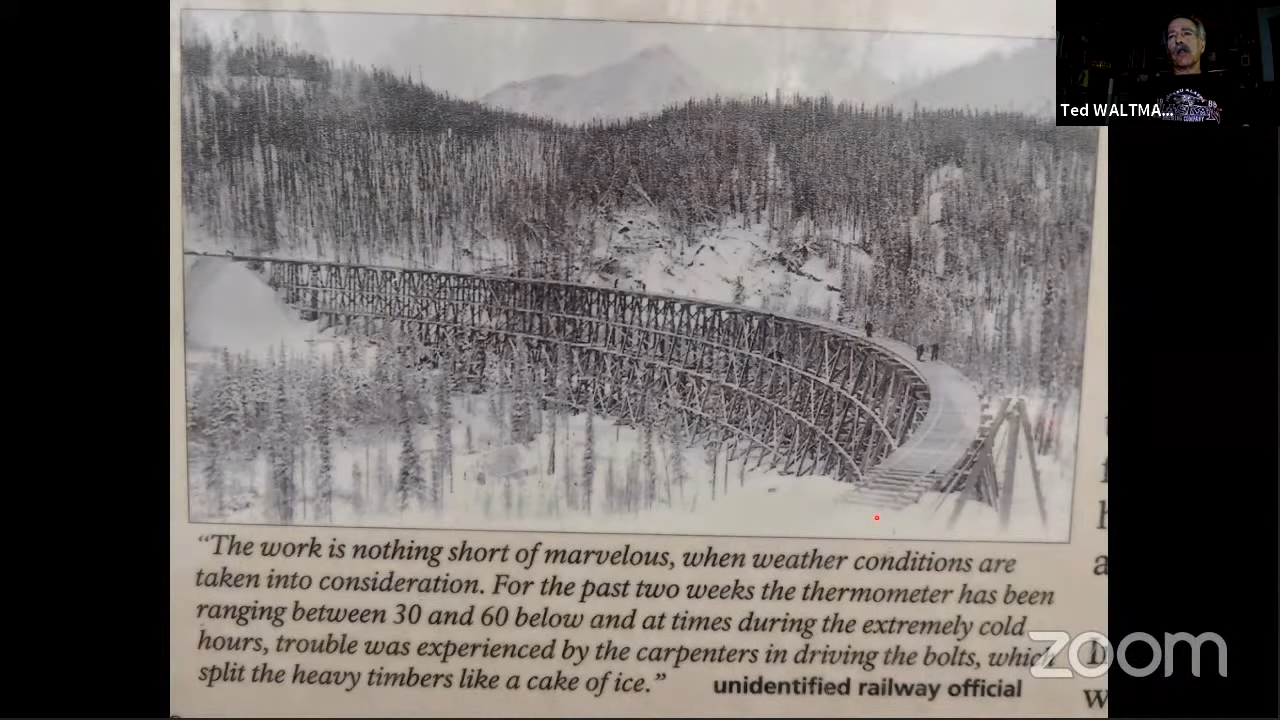 Ted WALTMA...
BREWING COMPANY
"The work is nothing short of marvelous, when weather conditions are
taken into consideration. For the past two weeks the thermometer has been
ranging between 30 and 60 below and at times during the extremely cold
hours, trouble was experienced by the carpenters in driving the bolts, which
split the heavy timbers like a cake of ice."
unidentified railway official
zoom